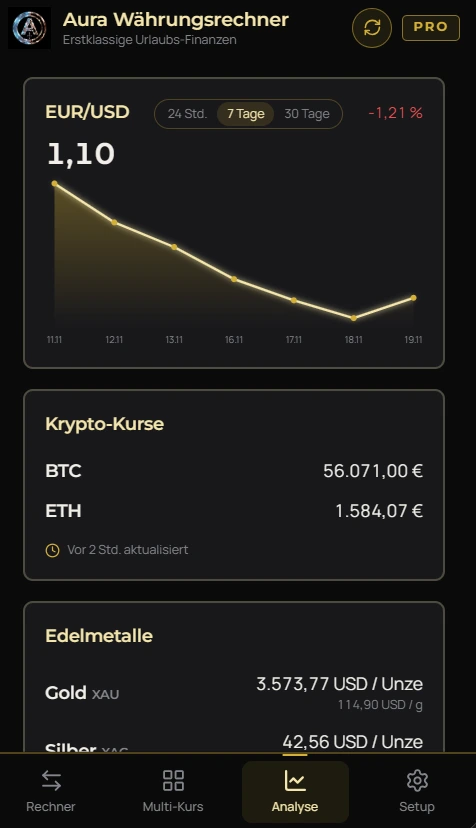 Aura Währungsrechner
Erstklassige Urlaubs-Finanzen
PRO
EUR/USD
24 Std.
7 Tage
30 Tage
-1,21 %
1,10
11.11
12.11
13.11
16.11
17.11
18.11
19.11
Krypto-Kurse
BTC
56.071,00 €
ETH
1.584,07 €
Vor 2 Std. aktualisiert
Edelmetalle
Gold XAU
3.573,77 USD / Unze
114,90 USD / g
Silber XAG
42,56 USD / Unze
Rechner
Multi-Kurs
Analyse
Setup